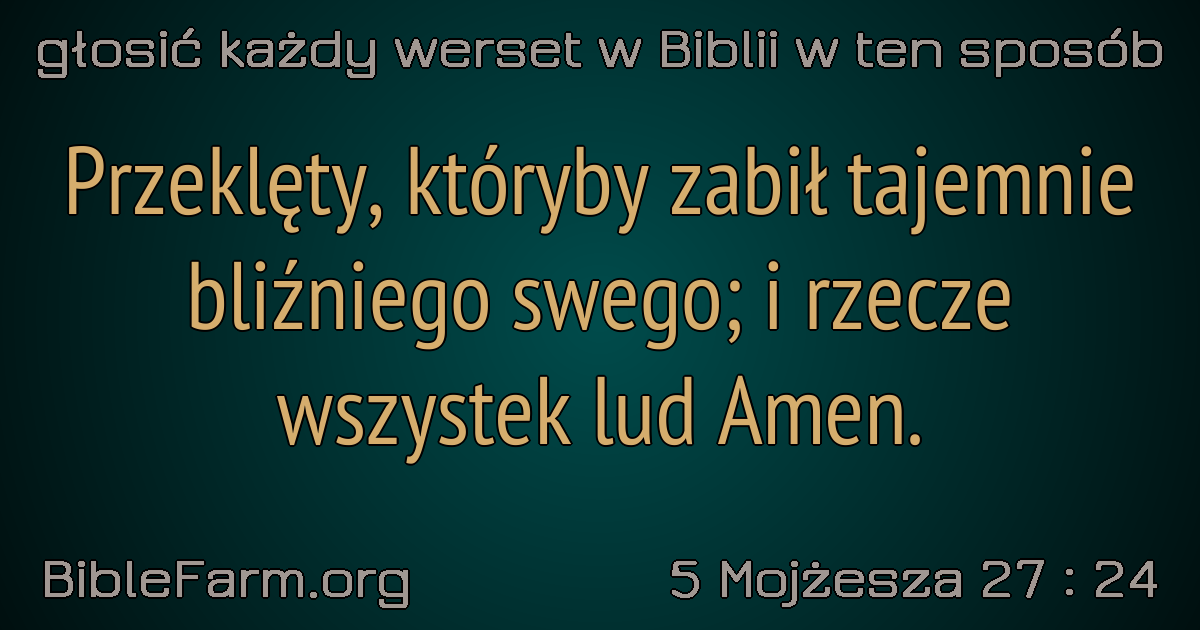 głosić każdy werset w Biblii w ten sposób
Przeklęty, któryby zabił tajemnie
bliźniego swego; i rzecze
wszystek lud Amen.
BibleFarm.org
5 Mojżesza 27 : 24